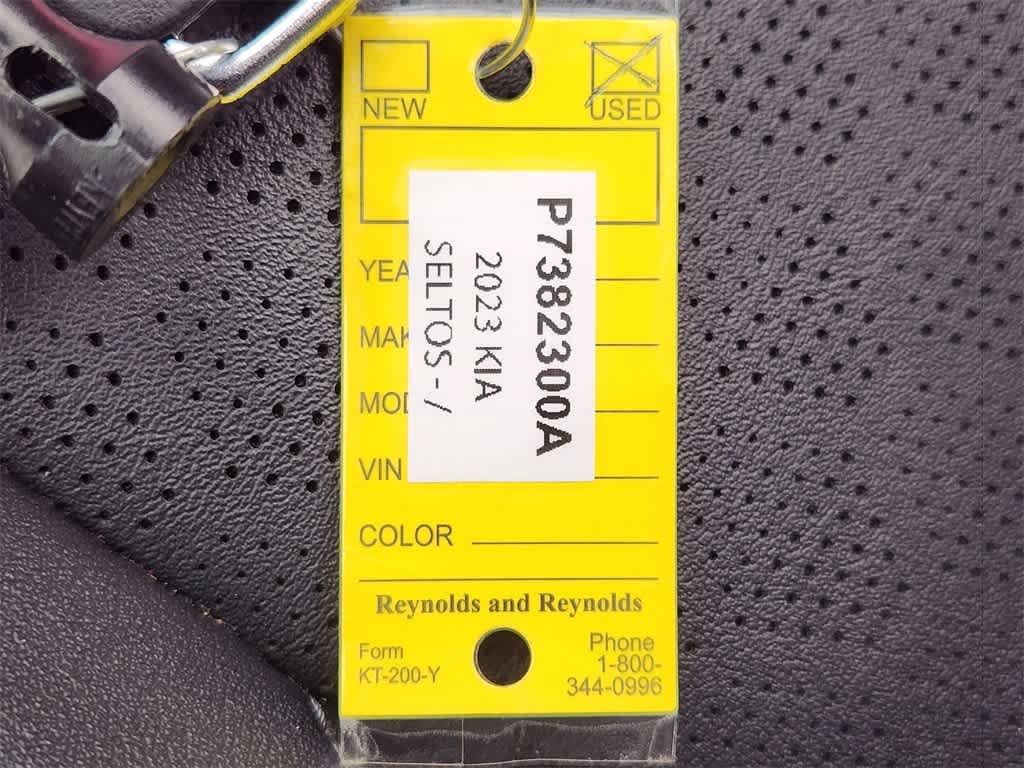 NEW
USED
P7382300A
2023 KIA
SELTOS - /
YEA
MAK
MOD
VIN
COLOR
Reynolds and Reynolds
Form
KT-200-Y
Phone
1-800-
344-0996